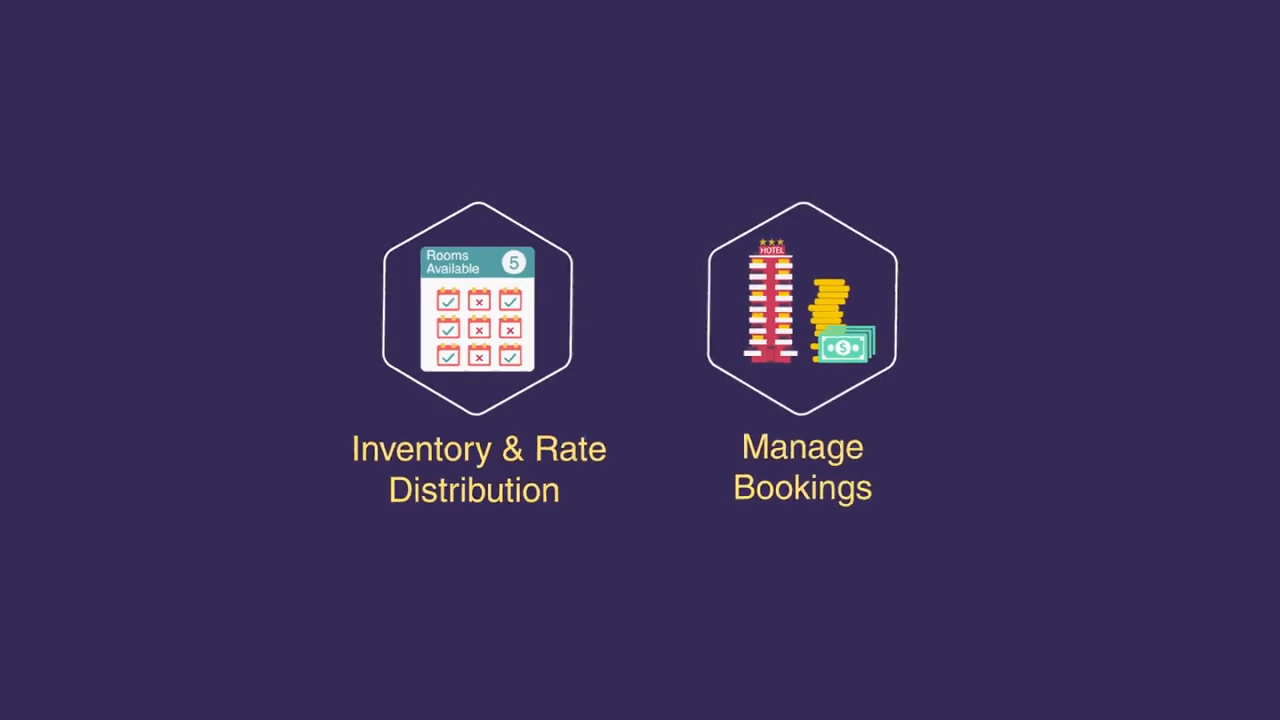 Rooms
Available
5
HOTEL
$
Inventory & Rate
Distribution
Manage
Bookings